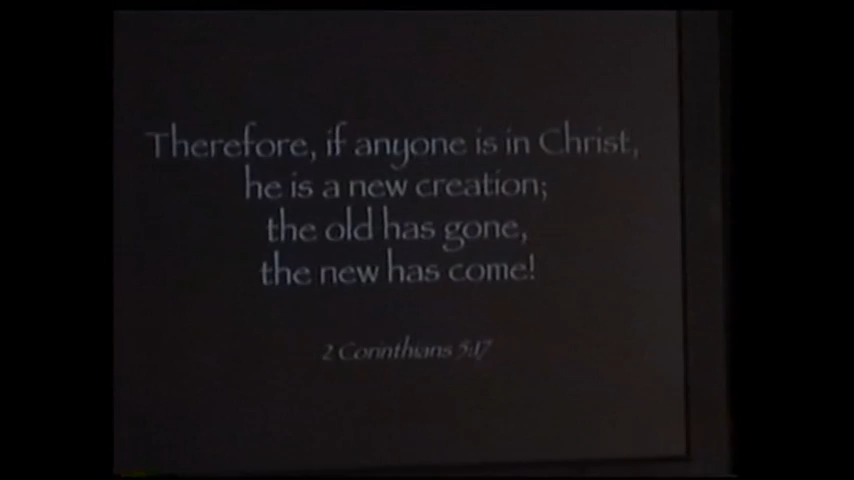 Therefore, if anyone is in Christ,
he is a new creation;
the old has gone,
the new has come!
2 Corinthians 5:17